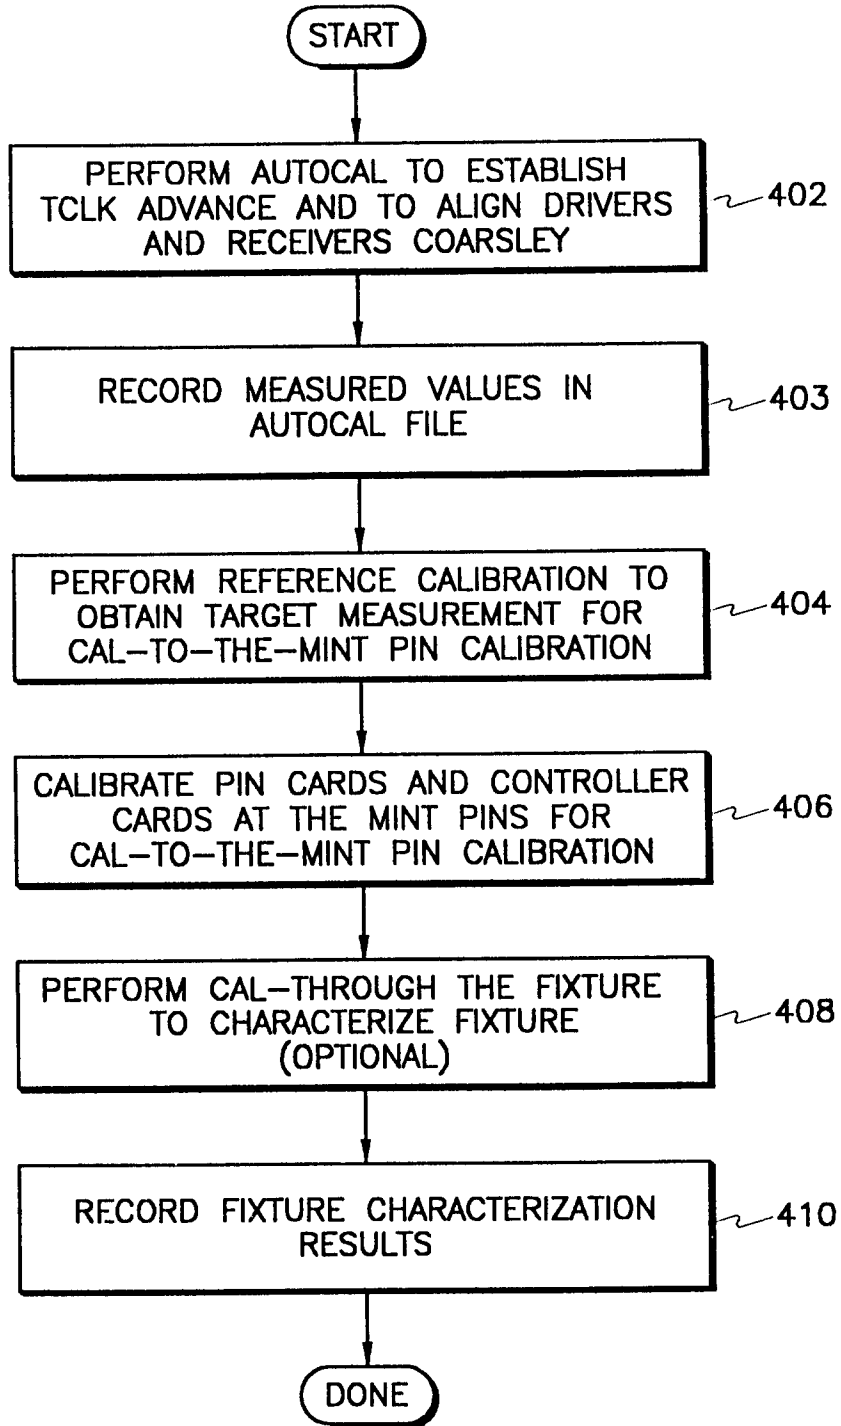 START
PERFORM AUTOCAL TO ESTABLISH
TCLK ADVANCE AND TO ALIGN DRIVERS
AND RECEIVERS COARSLEY
402
RECORD MEASURED VALUES IN
AUTOCAL FILE
403
PERFORM REFERENCE CALIBRATION TO
OBTAIN TARGET MEASUREMENT FOR
CAL-TO-THE-MINT PIN CALIBRATION
404
CALIBRATE PIN CARDS AND CONTROLLER
CARDS AT THE MINT PINS FOR
CAL-TO-THE-MINT PIN CALIBRATION
406
PERFORM CAL-THROUGH THE FIXTURE
TO CHARACTERIZE FIXTURE
(OPTIONAL)
408
RECORD FIXTURE CHARACTERIZATION
RESULTS
410
DONE